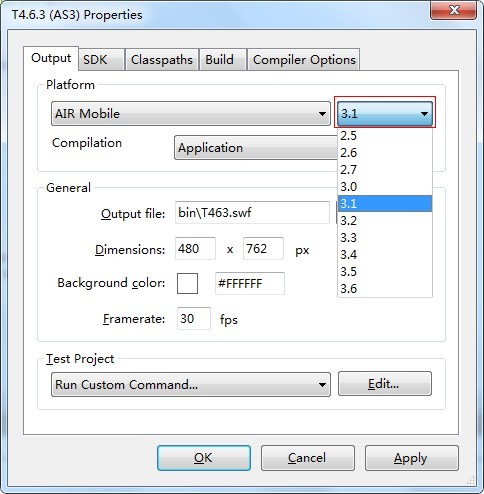 T4.6.3 (AS3) Properties
Output SDK Classpaths Build Compiler Options
Platform
AIR Mobile 3.1
Compilation Application
2.5
2.6
2.7
3.0
3.1
3.2
3.3
3.4
3.5
3.6
General
Output file: bin\T463.swf
Dimensions: 480 x 762 px
Background color: #FFFFFF
Framerate: 30 fps
Test Project
Run Custom Command... Edit...
OK Cancel Apply